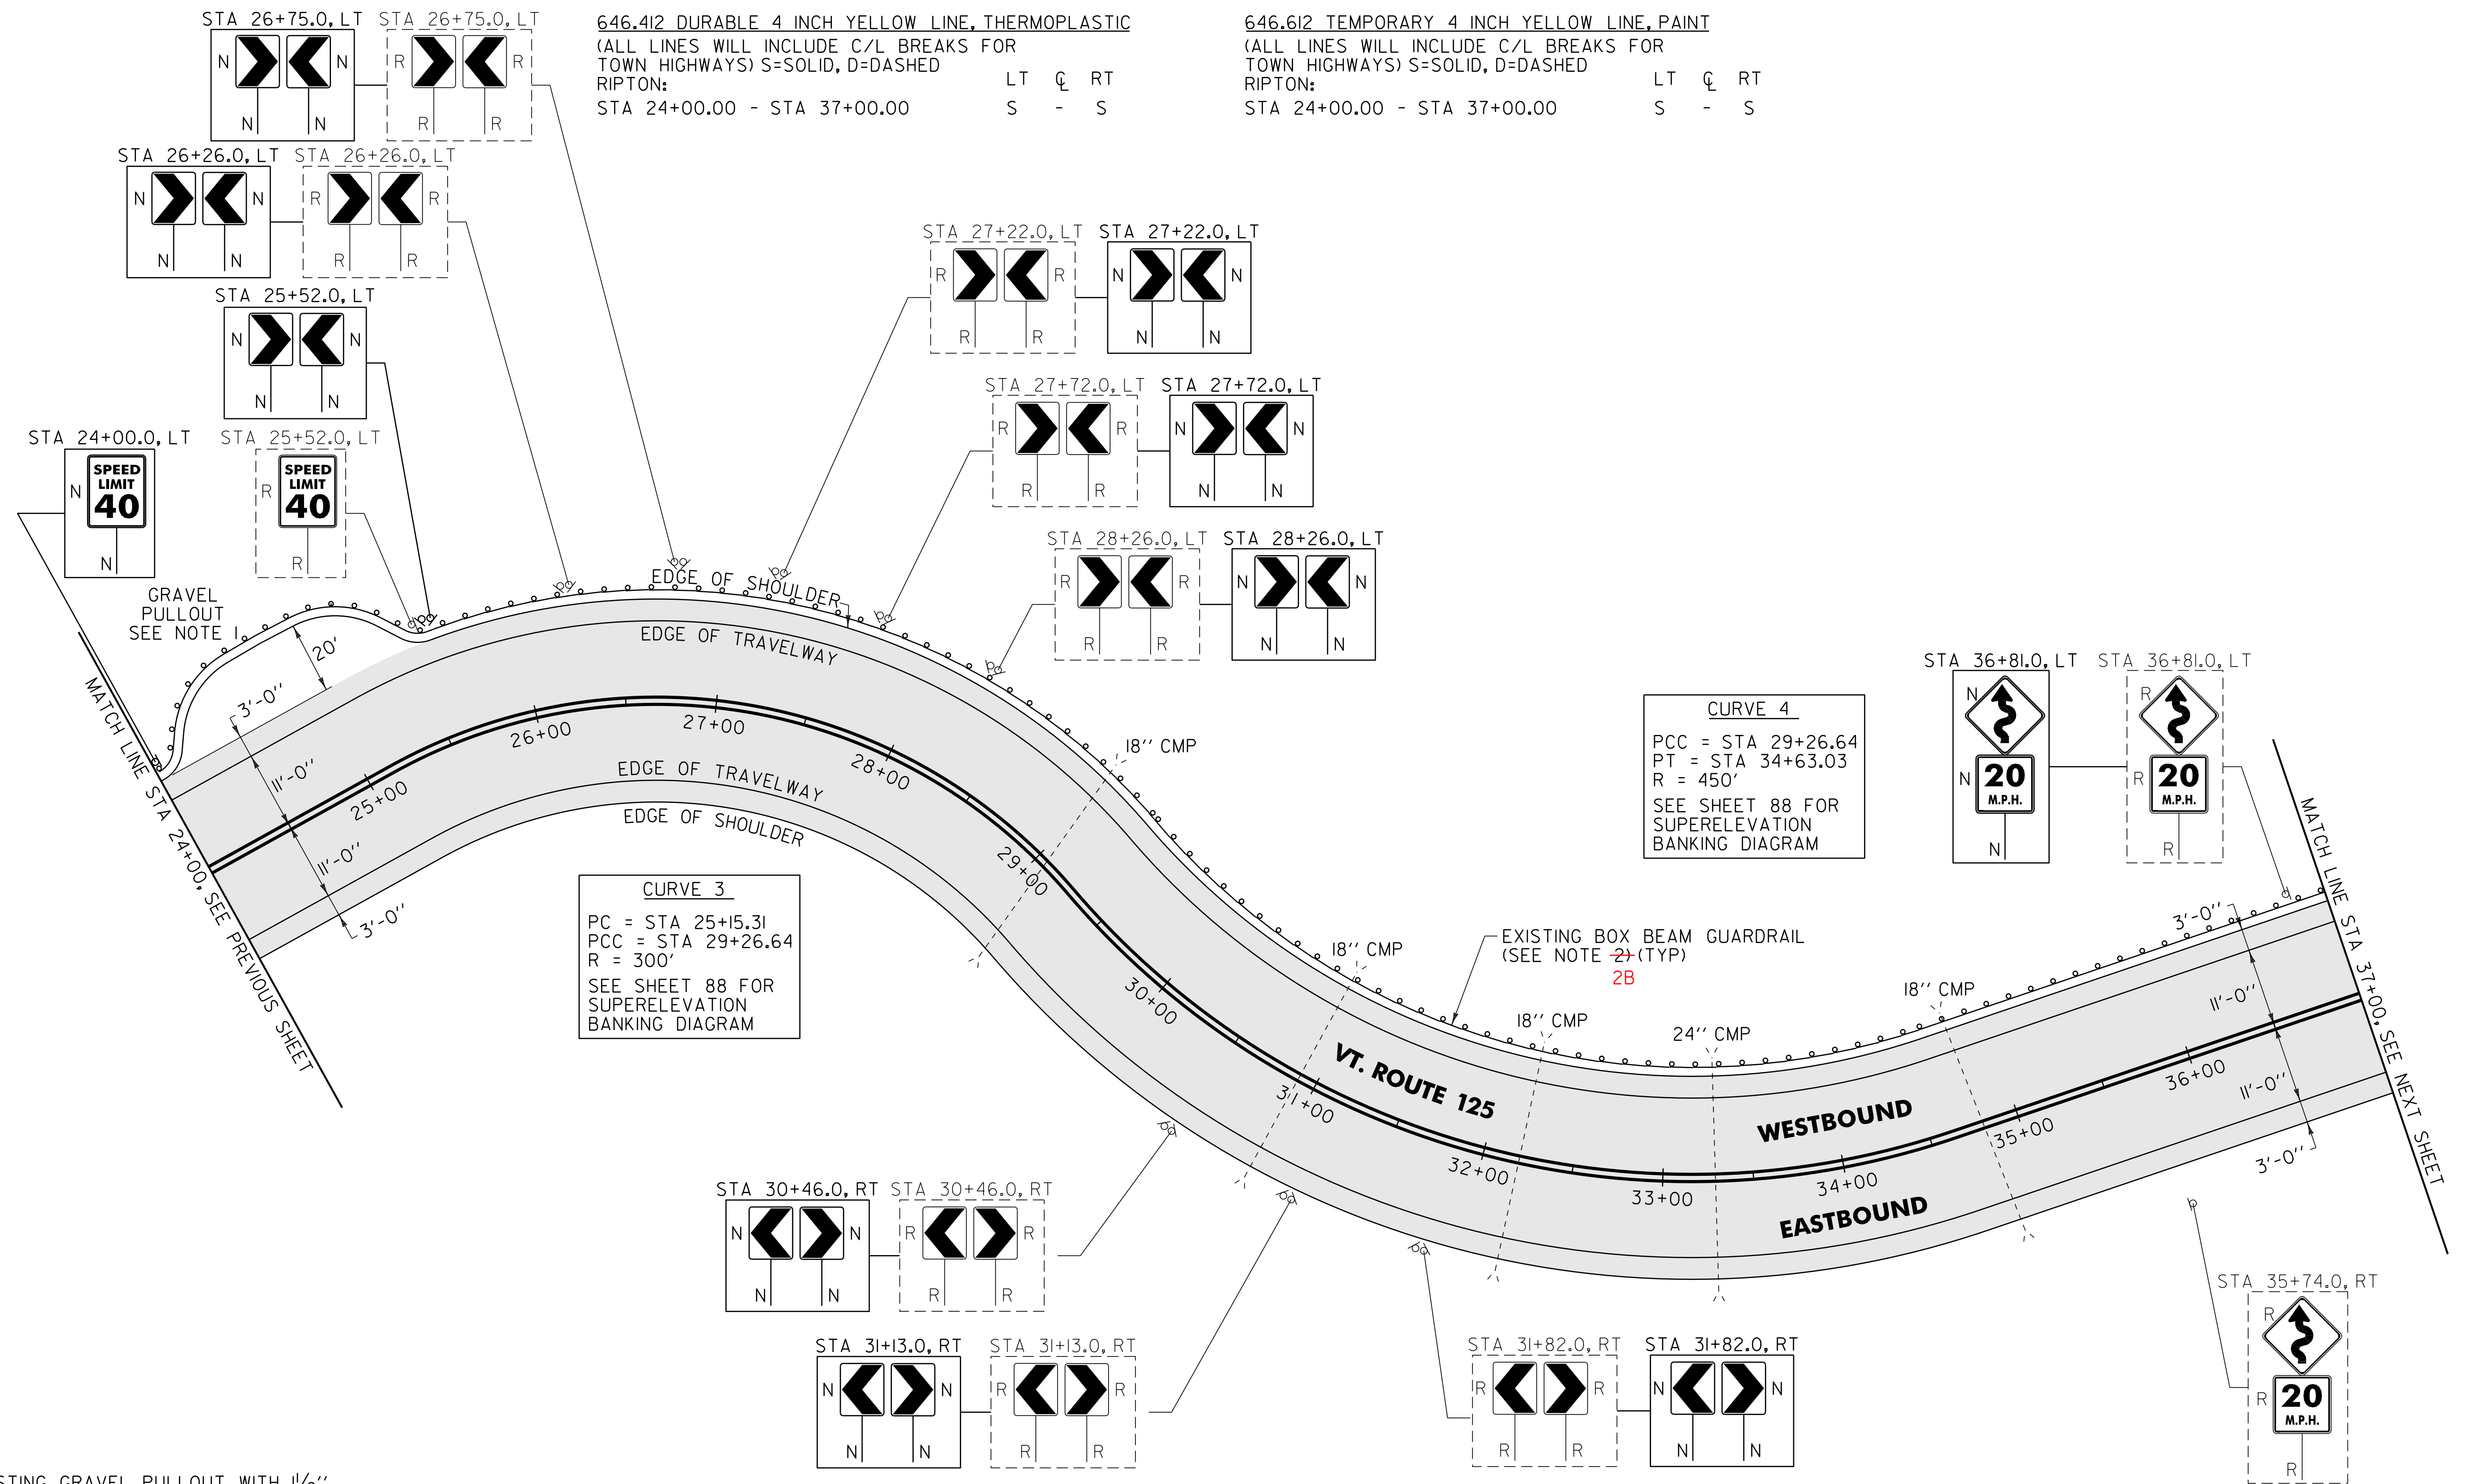 STA 26+75.0, LT
STA 26+75.0, LT
N
N
R
R
N
N
R
R
646.412 DURABLE 4 INCH YELLOW LINE, THERMOPLASTIC
(ALL LINES WILL INCLUDE C/L BREAKS FOR
TOWN HIGHWAYS) S=SOLID, D=DASHED
RIPTON:
LT ℄ RT
STA 24+00.00 - STA 37+00.00 S - S
646.612 TEMPORARY 4 INCH YELLOW LINE, PAINT
(ALL LINES WILL INCLUDE C/L BREAKS FOR
TOWN HIGHWAYS) S=SOLID, D=DASHED
RIPTON:
LT ℄ RT
STA 24+00.00 - STA 37+00.00 S - S
STA 26+26.0, LT
STA 26+26.0, LT
N
N
R
R
N
N
R
R
STA 27+22.0, LT
STA 27+22.0, LT
R
R
N
N
R
R
N
N
STA 25+52.0, LT
N
N
N
N
STA 27+72.0, LT
STA 27+72.0, LT
R
R
N
N
R
R
N
N
STA 24+00.0, LT
N
SPEED
LIMIT
40
N
STA 25+52.0, LT
R
SPEED
LIMIT
40
R
STA 28+26.0, LT
STA 28+26.0, LT
R
R
N
N
R
R
N
N
GRAVEL
PULLOUT
SEE NOTE 1
20'
EDGE OF SHOULDER
EDGE OF TRAVELWAY
MATCH LINE STA 24+00, SEE PREVIOUS SHEET
3'-0"
11'-0"
11'-0"
3'-0"
25+00
26+00
27+00
28+00
29+00
EDGE OF TRAVELWAY
EDGE OF SHOULDER
18" CMP
CURVE 3
PC = STA 25+15.31
PCC = STA 29+26.64
R = 300'
SEE SHEET 88 FOR
SUPERELEVATION
BANKING DIAGRAM
CURVE 4
PCC = STA 29+26.64
PT = STA 34+63.03
R = 450'
SEE SHEET 88 FOR
SUPERELEVATION
BANKING DIAGRAM
STA 36+81.0, LT
STA 36+81.0, LT
N
N
20
M.P.H.
N
R
R
20
M.P.H.
R
18" CMP
EXISTING BOX BEAM GUARDRAIL
(SEE NOTE 2) (TYP)
2B
18" CMP
24" CMP
18" CMP
30+00
31+00
32+00
33+00
34+00
35+00
36+00
VT. ROUTE 125
WESTBOUND
EASTBOUND
3'-0"
11'-0"
11'-0"
3'-0"
MATCH LINE STA 37+00, SEE NEXT SHEET
STA 30+46.0, RT
STA 30+46.0, RT
N
N
R
R
N
N
R
R
STA 31+13.0, RT
STA 31+13.0, RT
N
N
R
R
N
N
R
R
STA 31+82.0, RT
STA 31+82.0, RT
R
R
N
N
R
R
N
N
STA 35+74.0, RT
R
R
20
M.P.H.
R
GRAVEL PULLOUT WITH 1½"